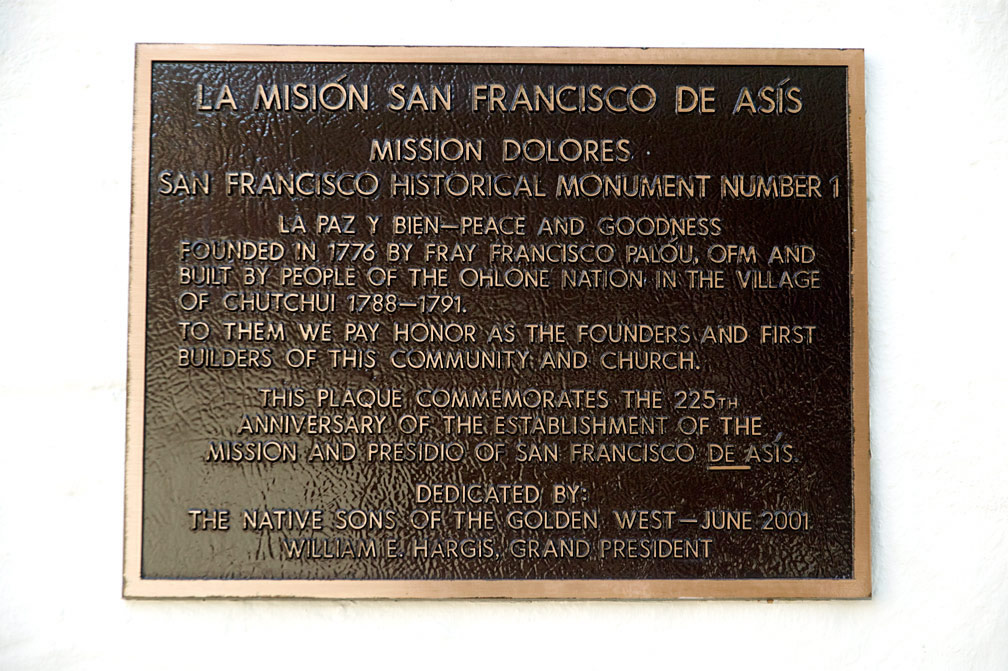 LA MISIÓN SAN FRANCISCO DE ASÍS
MISSION DOLORES
SAN FRANCISCO HISTORICAL MONUMENT NUMBER 1
LA PAZ Y BIEN—PEACE AND GOODNESS
FOUNDED IN 1776 BY FRAY FRANCISCO PALÓU, OFM AND
BUILT BY PEOPLE OF THE OHLONE NATION IN THE VILLAGE
OF CHUTCHUI 1788—1791.
TO THEM WE PAY HONOR AS THE FOUNDERS AND FIRST
BUILDERS OF THIS COMMUNITY AND CHURCH.
THIS PLAQUE COMMEMORATES THE 225TH
ANNIVERSARY OF THE ESTABLISHMENT OF THE
MISSION AND PRESIDIO OF SAN FRANCISCO DE ASÍS.
DEDICATED BY:
THE NATIVE SONS OF THE GOLDEN WEST—JUNE 2001
WILLIAM E. HARGIS, GRAND PRESIDENT